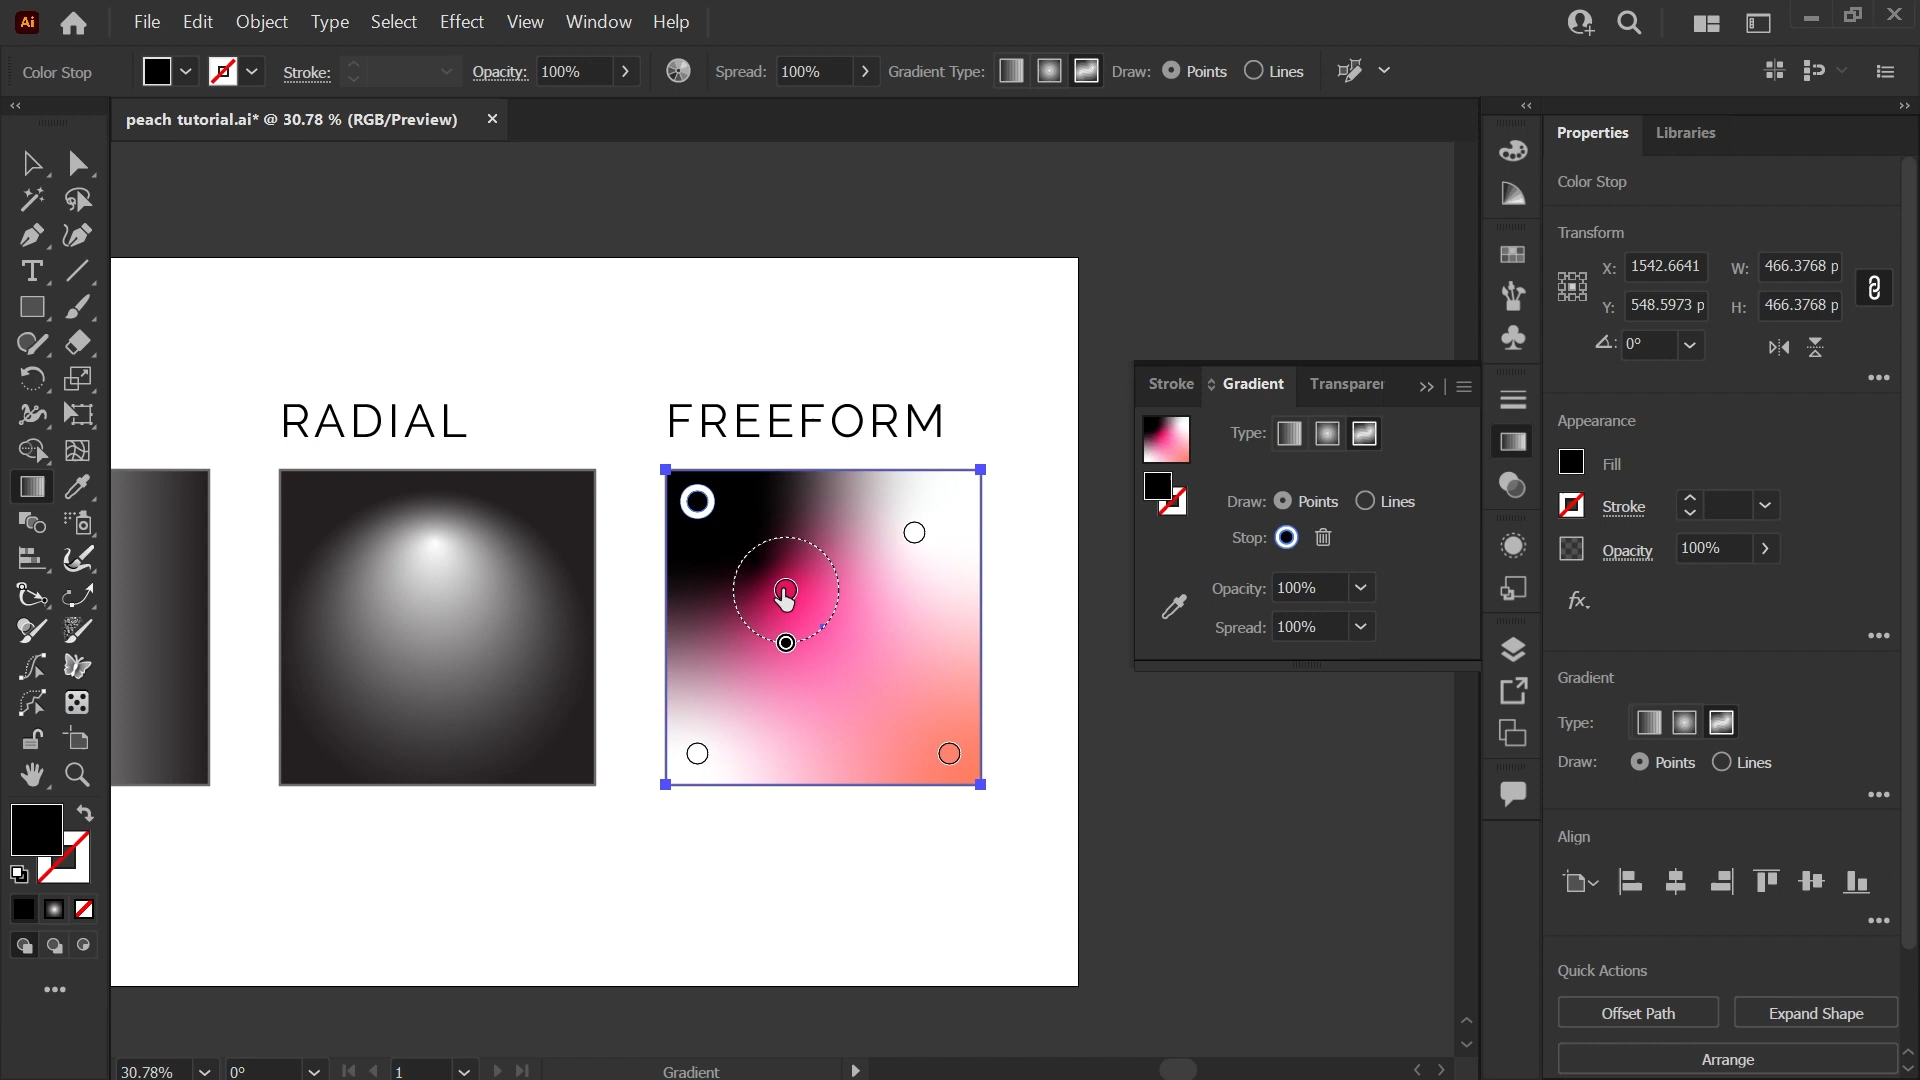 Ai File Edit Object Type Select Effect View Window Help
Color Stop Stroke: Opacity: 100% Spread: 100% Gradient Type: Draw: Points Lines
peach tutorial.ai* @ 30.78 % (RGB/Preview)
Properties Libraries
Color Stop
Transform
X: 1542.6641 W: 466.3768 p
Y: 548.5973 p H: 466.3768 p
0°
RADIAL
FREEFORM
Stroke Gradient Transparen
Type:
Draw: Points Lines
Stop:
Opacity: 100%
Spread: 100%
Appearance
Fill
Stroke
Opacity 100%
fx.
Gradient
Type:
Draw: Points Lines
Align
Quick Actions
Offset Path Expand Shape
Arrange
30.78% 0° 1 Gradient